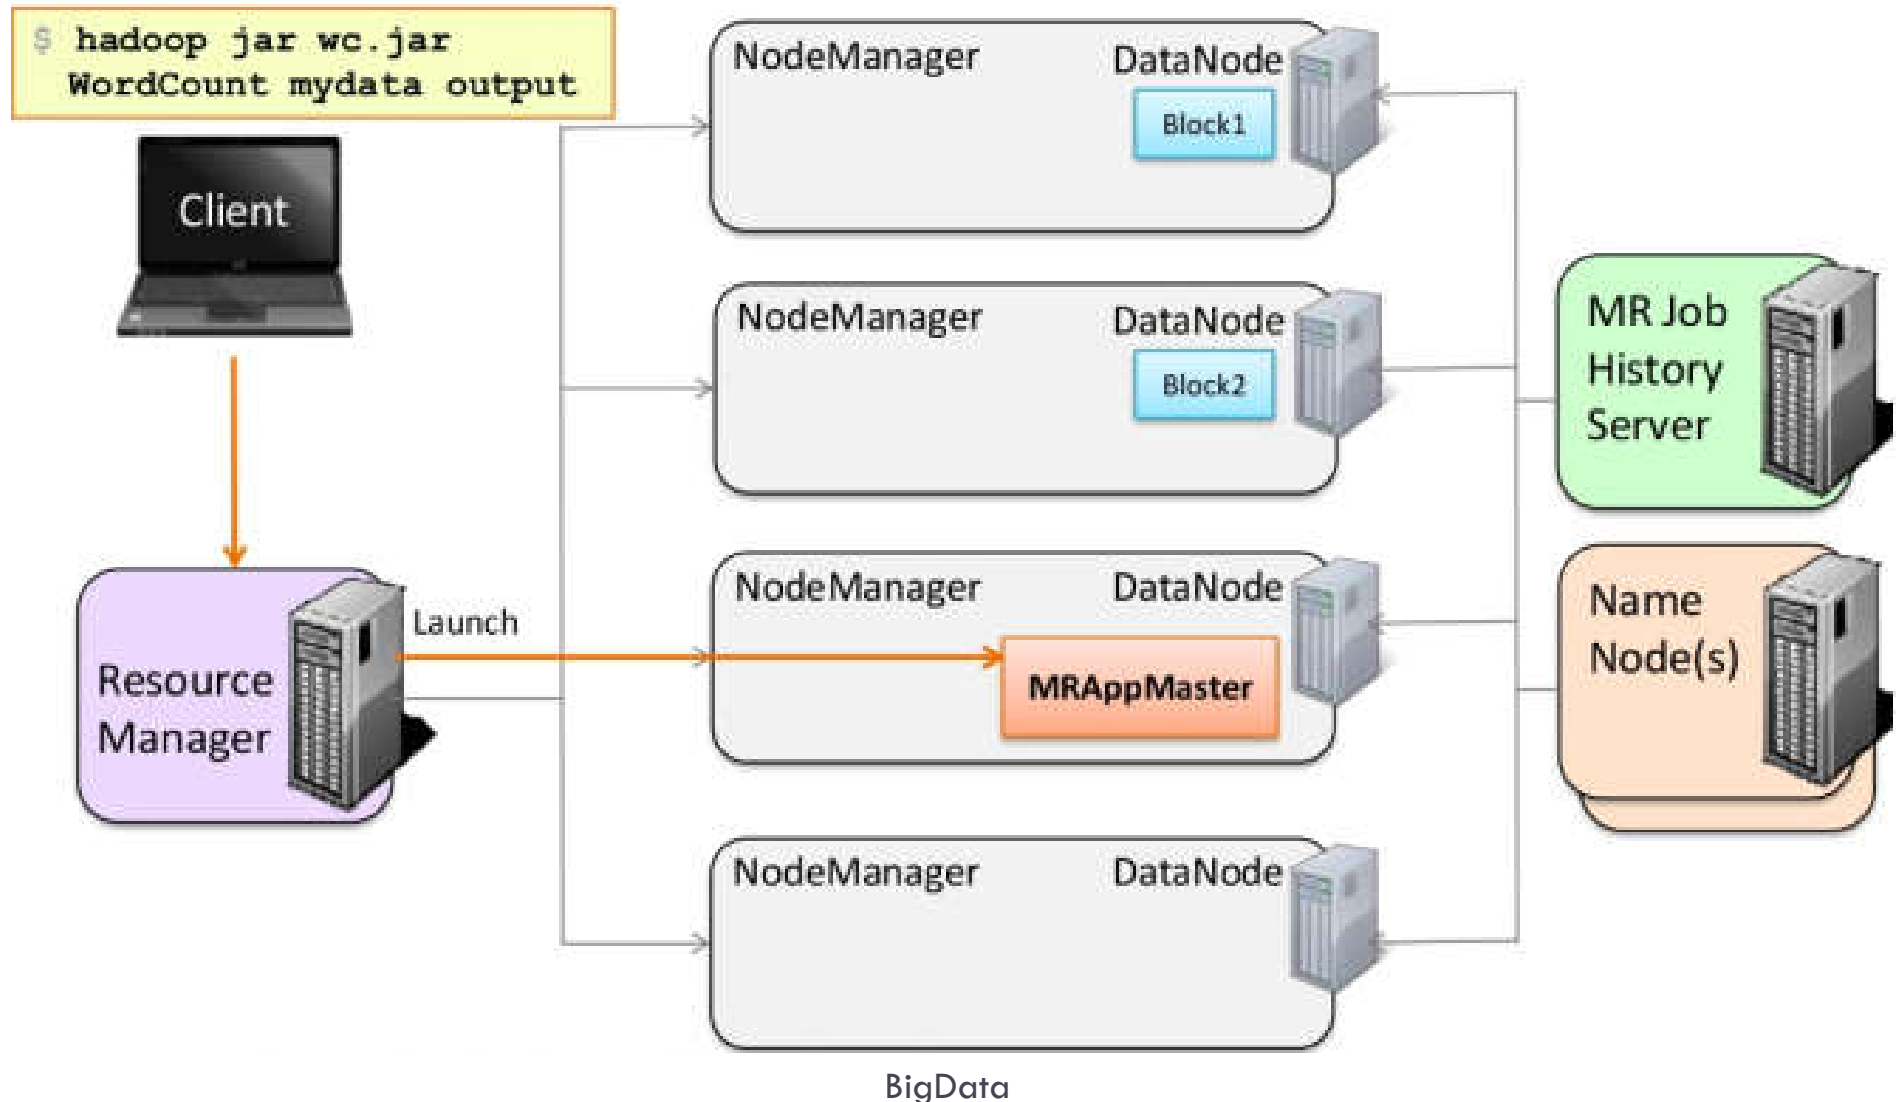 $ hadoop jar wc.jar
WordCount mydata output
Client
Resource
Manager
Launch
NodeManager
DataNode
Block1
NodeManager
DataNode
Block2
NodeManager
DataNode
MRAppMaster
NodeManager
DataNode
MR Job
History
Server
Name
Node(s)
BigData